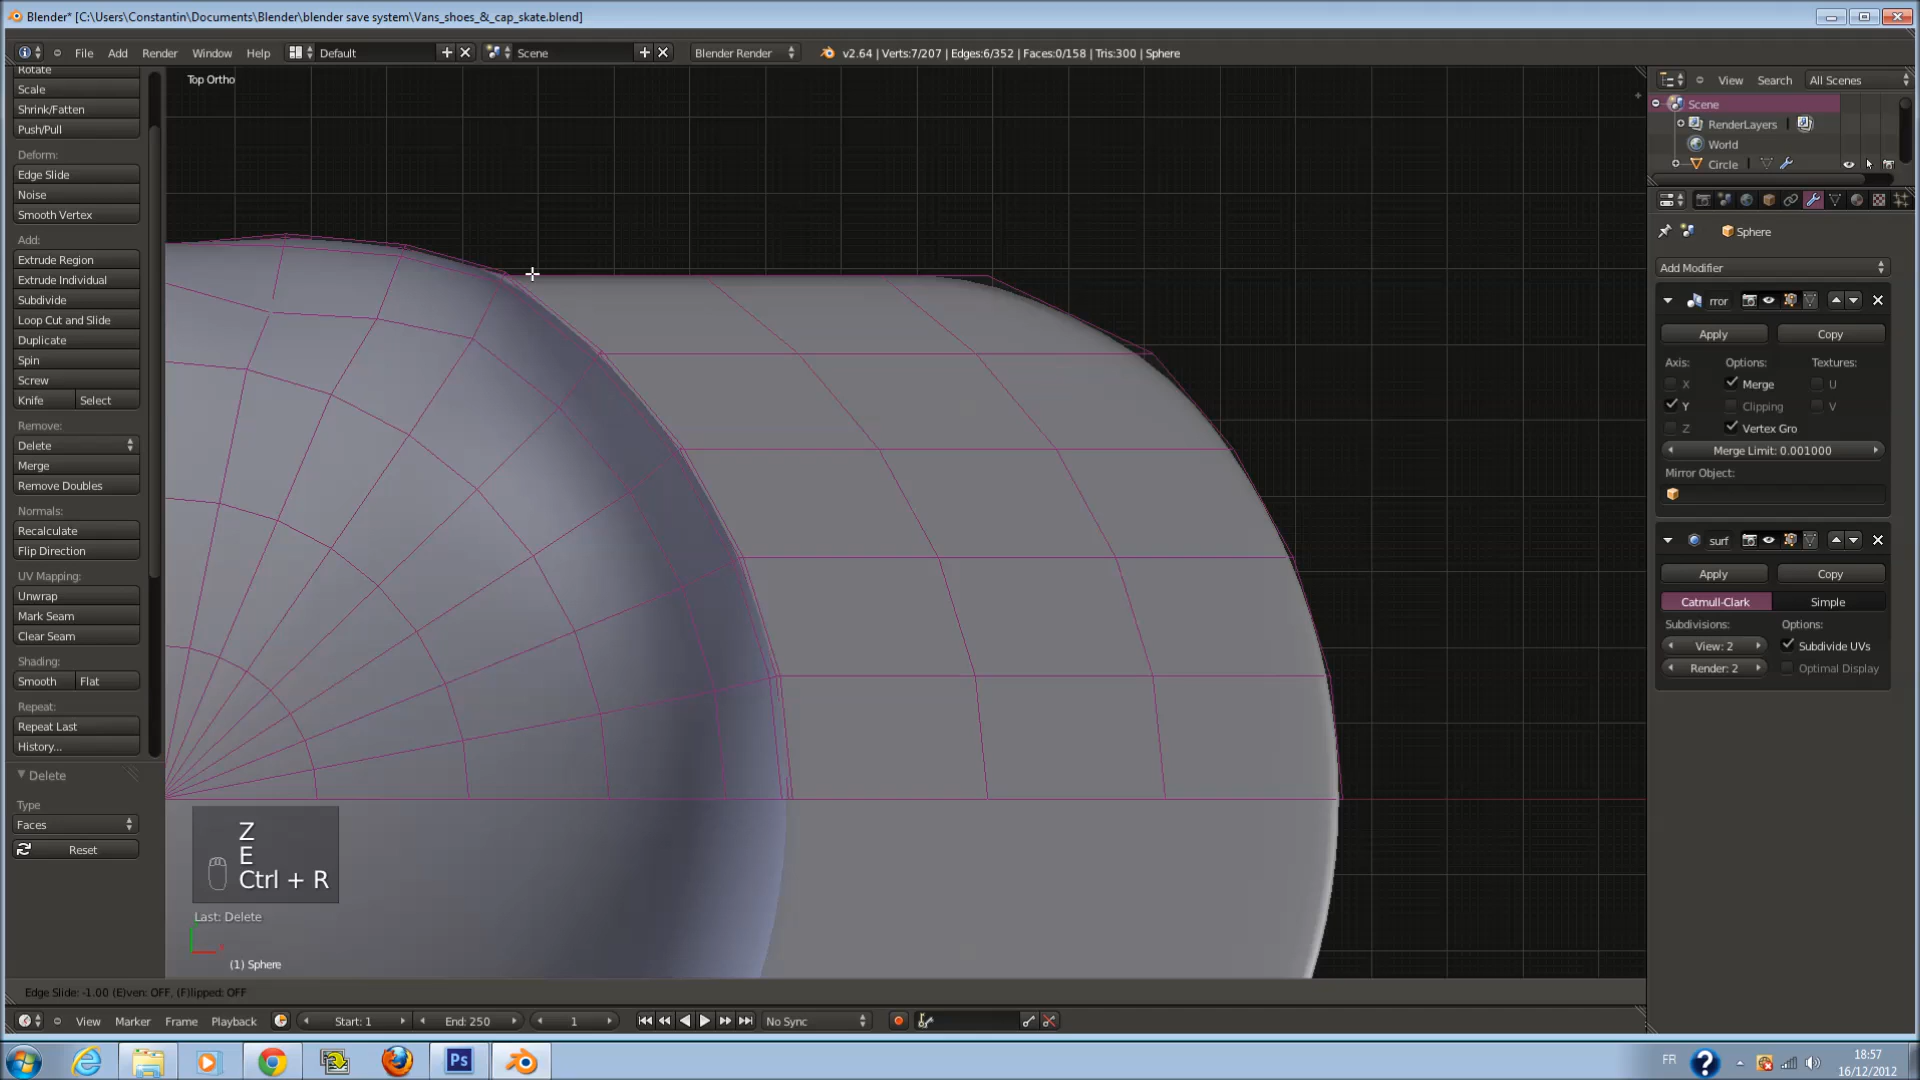 Blender* [C:\Users\Constantin\Documents\Blender\blender save system\Vans_shoes_&_cap_skate.blend]
File Add Render Window Help Default Scene Blender Render v2.64 | Verts:7/207 | Edges:6/352 | Faces:0/158 | Tris:300 | Sphere
Rotate
Scale
Shrink/Fatten
Push/Pull
Deform:
Edge Slide
Noise
Smooth Vertex
Add:
Extrude Region
Extrude Individual
Subdivide
Loop Cut and Slide
Duplicate
Spin
Screw
Knife Select
Remove:
Delete
Merge
Remove Doubles
Normals:
Recalculate
Flip Direction
UV Mapping:
Unwrap
Mark Seam
Clear Seam
Shading:
Smooth Flat
Repeat:
Repeat Last
History...
Delete
Type
Faces
Reset
Top Ortho
Z
E
Ctrl + R
Last: Delete
(1) Sphere
Edge Slide: -1.00 (E)ven: OFF, (F)lipped: OFF
View Search All Scenes
Scene
RenderLayers
World
Circle
Sphere
Add Modifier
rror
Apply Copy
Axis: Options: Textures:
X Merge U
Y Clipping V
Z Vertex Gro
Merge Limit: 0.001000
Mirror Object:
surf
Apply Copy
Catmull-Clark Simple
Subdivisions: Options:
View: 2 Subdivide UVs
Render: 2 Optimal Display
View Marker Frame Playback Start: 1 End: 250 1 No Sync
Ps
FR
18:57
16/12/2012